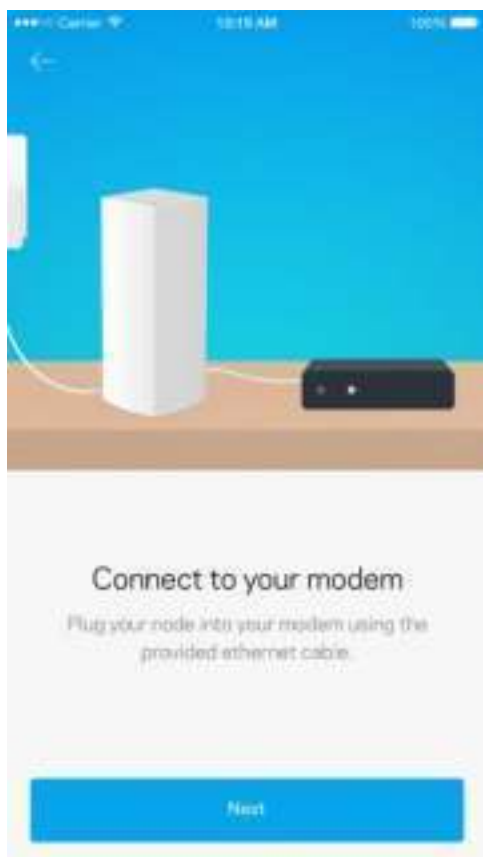 Carrier 10:19 AM 100%
Connect to your modem
Plug your node into your modem using the
provided ethernet cable.
Next